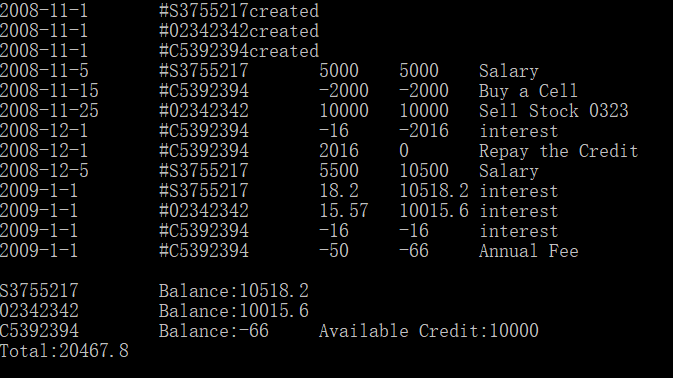 2008-11-1 #S3755217created
2008-11-1 #02342342created
2008-11-1 #C5392394created
2008-11-5 #S3755217 5000 5000 Salary
2008-11-15 #C5392394 -2000 -2000 Buy a Cell
2008-11-25 #02342342 10000 10000 Sell Stock 0323
2008-12-1 #C5392394 -16 -2016 interest
2008-12-1 #C5392394 2016 0 Repay the Credit
2008-12-5 #S3755217 5500 10500 Salary
2009-1-1 #S3755217 18.2 10518.2 interest
2009-1-1 #02342342 15.57 10015.6 interest
2009-1-1 #C5392394 -16 -16 interest
2009-1-1 #C5392394 -50 -66 Annual Fee
S3755217 Balance:10518.2
02342342 Balance:10015.6
C5392394 Balance:-66 Available Credit:10000
Total:20467.8